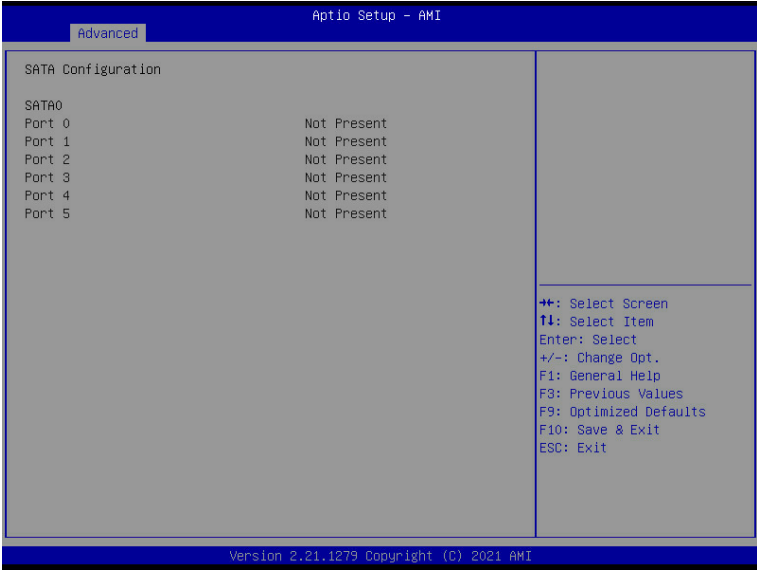 Aptio Setup – AMI
Advanced
SATA Configuration
SATA0
Port 0 Not Present
Port 1 Not Present
Port 2 Not Present
Port 3 Not Present
Port 4 Not Present
Port 5 Not Present
→←: Select Screen
↑↓: Select Item
Enter: Select
+/-: Change Opt.
F1: General Help
F3: Previous Values
F9: Optimized Defaults
F10: Save & Exit
ESC: Exit
Version 2.21.1279 Copyright (C) 2021 AMI